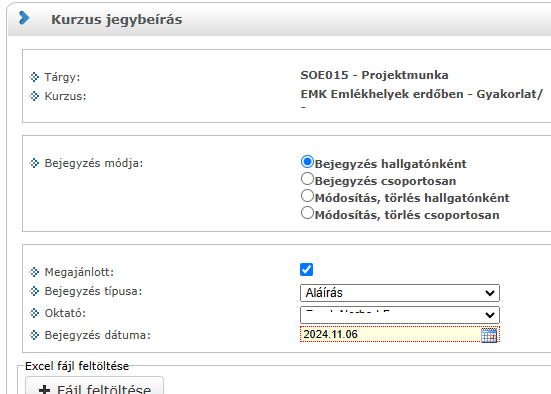 Kurzus jegybeírás
Tárgy: SOE015 - Projektmunka
Kurzus: EMK Emlékhelyek erdőben - Gyakorlat/
-
Bejegyzés módja: Bejegyzés hallgatónként
Bejegyzés csoportosan
Módosítás, törlés hallgatónként
Módosítás, törlés csoportosan
Megajánlott:
Bejegyzés típusa: Aláírás
Oktató:
Bejegyzés dátuma: 2024.11.06
Excel fájl feltöltése
+ Fájl feltöltése